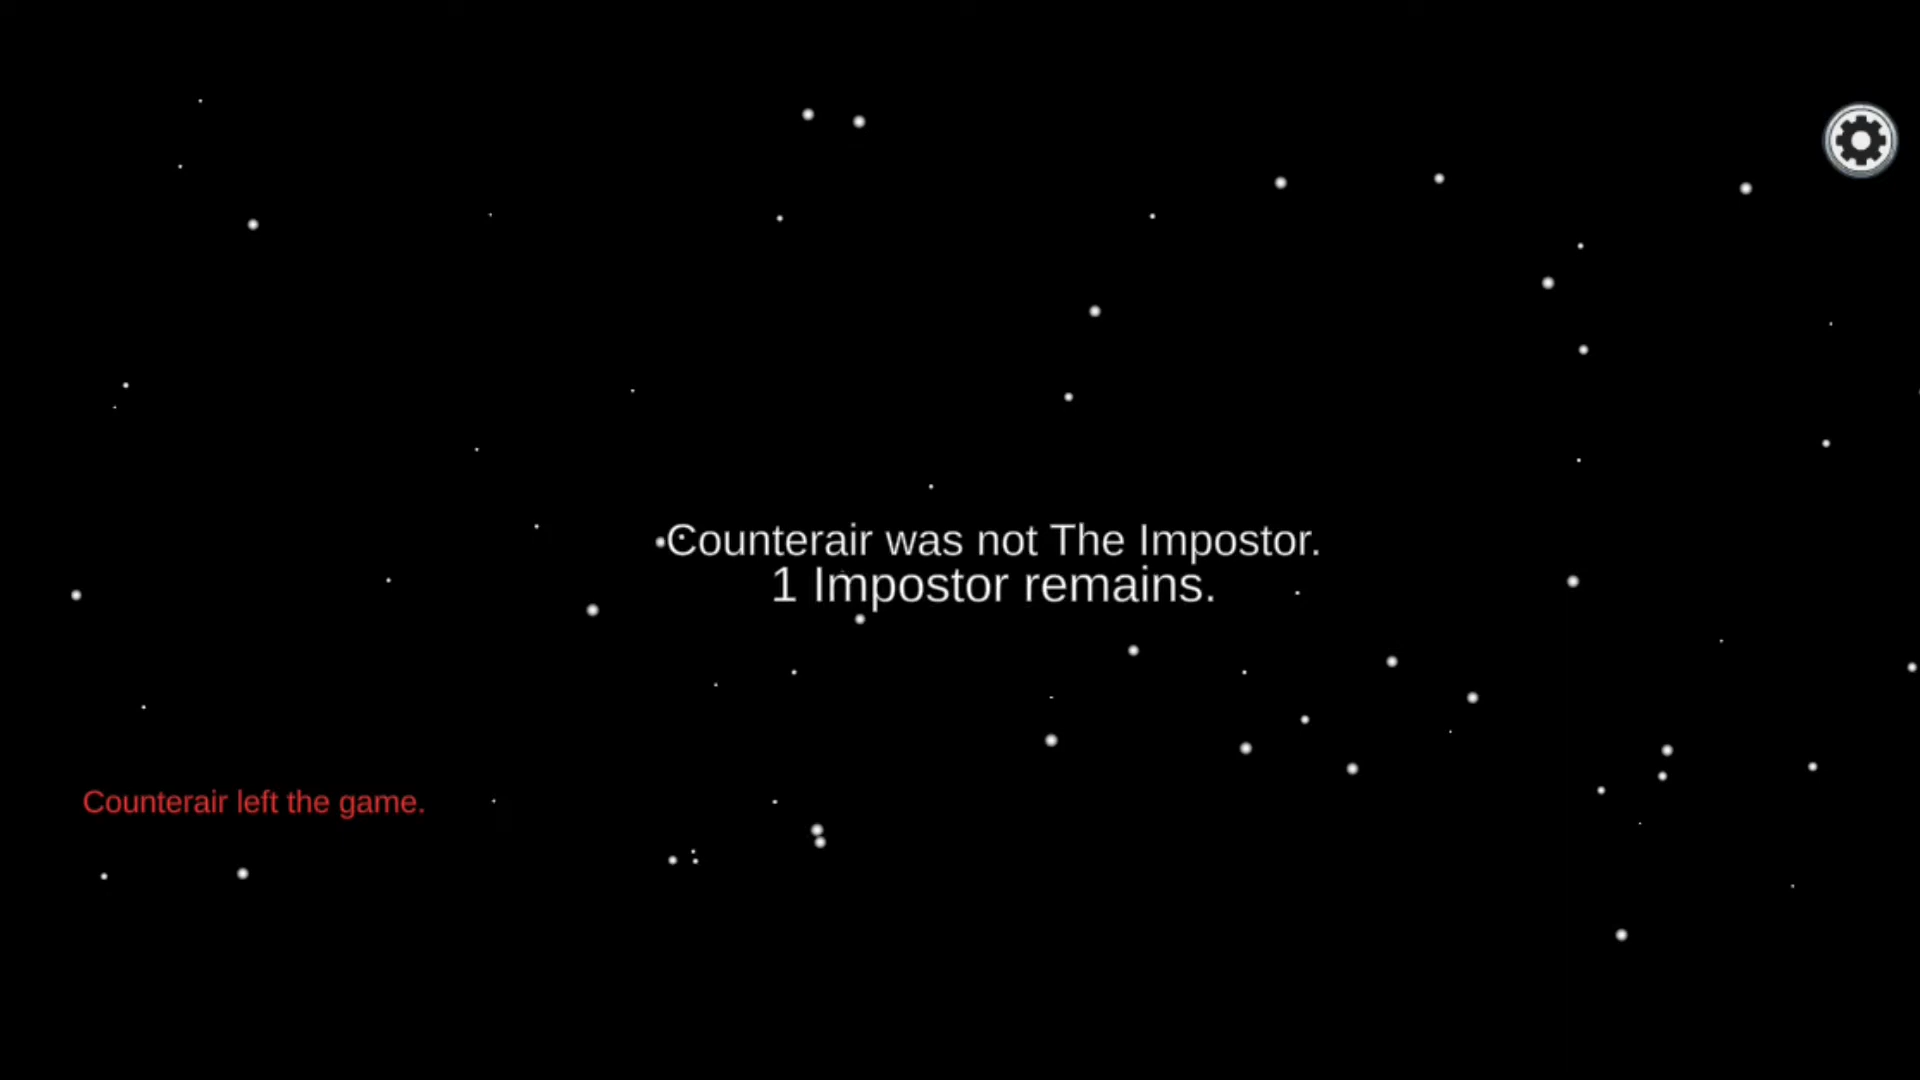 Counterair was not The Impostor.
1 Impostor remains.
Counterair left the game.